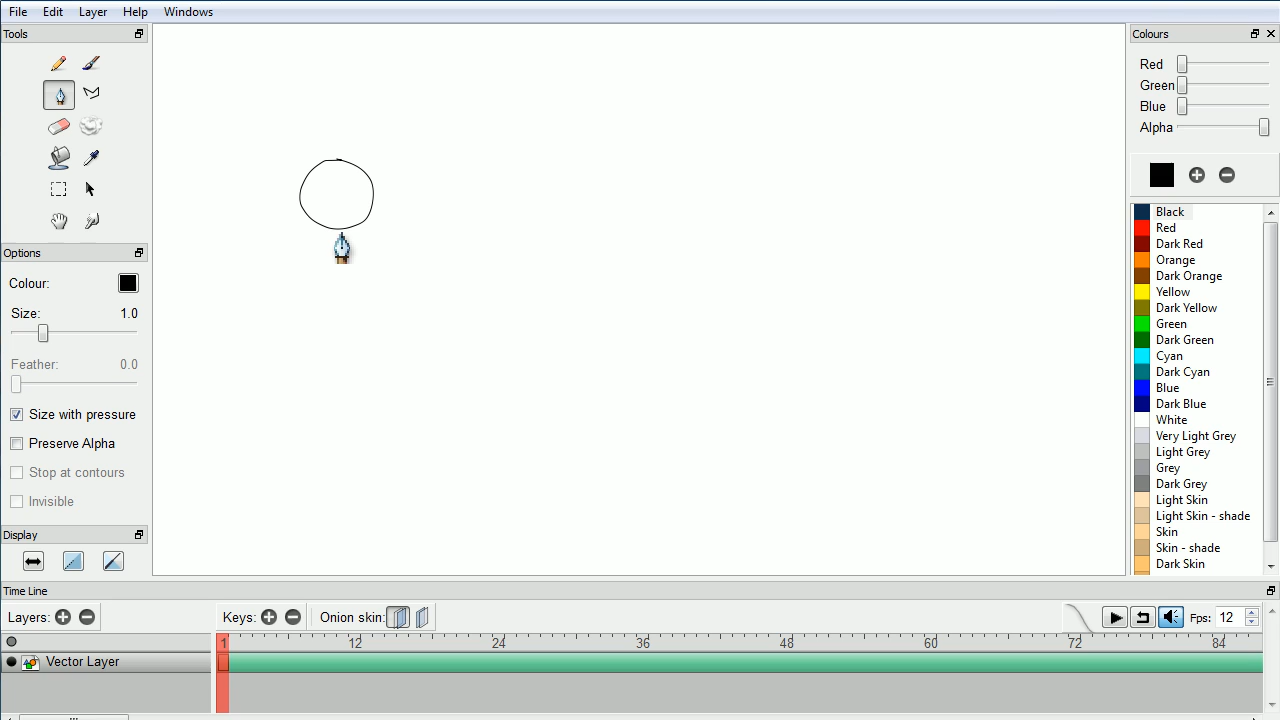 File Edit Layer Help Windows
Tools
Colours
Red
Green
Blue
Alpha
Options
Colour:
Size: 1.0
Feather: 0.0
Size with pressure
Preserve Alpha
Stop at contours
Invisible
Display
Black
Red
Dark Red
Orange
Dark Orange
Yellow
Dark Yellow
Green
Dark Green
Cyan
Dark Cyan
Blue
Dark Blue
White
Very Light Grey
Light Grey
Grey
Dark Grey
Light Skin
Light Skin - shade
Skin
Skin - shade
Dark Skin
Time Line
Layers: Keys: Onion skin: Fps: 12
1 12 24 36 48 60 72 84
Vector Layer